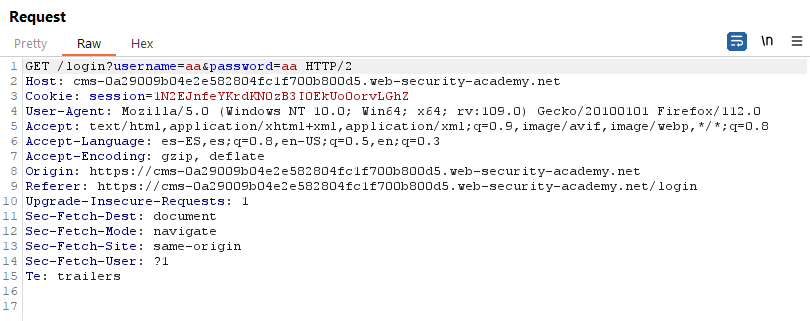 Request
Pretty Raw Hex \n
1 GET /login?username=aa&password=aa HTTP/2
2 Host: cms-0a29009b04e2e582804fc1f700b800d5.web-security-academy.net
3 Cookie: session=1N2EJnfeYKrdKN0zB3I0EkUoOorvLGhZ
4 User-Agent: Mozilla/5.0 (Windows NT 10.0; Win64; x64; rv:109.0) Gecko/20100101 Firefox/112.0
5 Accept: text/html,application/xhtml+xml,application/xml;q=0.9,image/avif,image/webp,*/*;q=0.8
6 Accept-Language: es-ES,es;q=0.8,en-US;q=0.5,en;q=0.3
7 Accept-Encoding: gzip, deflate
8 Origin: https://cms-0a29009b04e2e582804fc1f700b800d5.web-security-academy.net
9 Referer: https://cms-0a29009b04e2e582804fc1f700b800d5.web-security-academy.net/login
10 Upgrade-Insecure-Requests: 1
11 Sec-Fetch-Dest: document
12 Sec-Fetch-Mode: navigate
13 Sec-Fetch-Site: same-origin
14 Sec-Fetch-User: ?1
15 Te: trailers
16
17